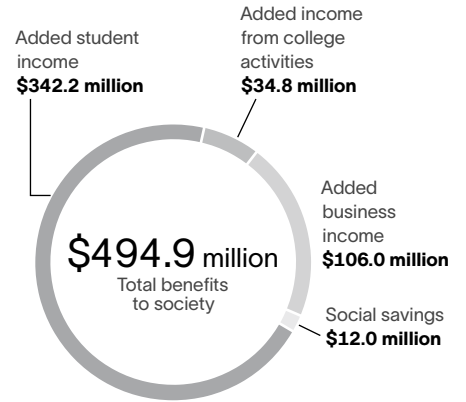 Added student
income
$342.2 million
Added income
from college
activities
$34.8 million
Added
business
income
$106.0 million
Social savings
$12.0 million
$494.9 million
Total benefits
to society